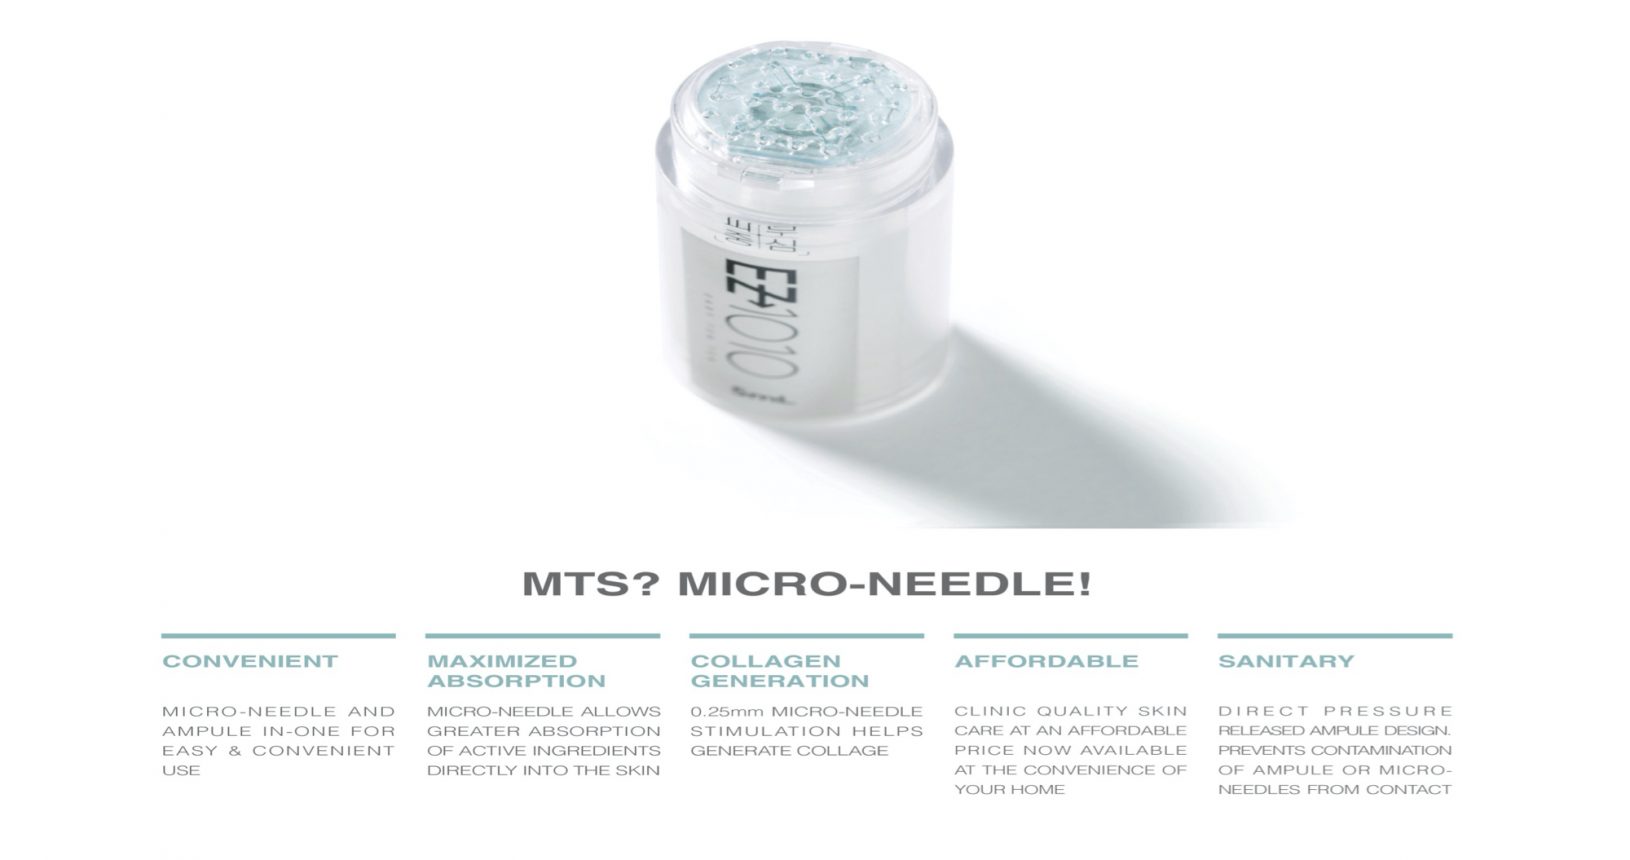 EZ
1010
5mL
MTS? MICRO-NEEDLE!
CONVENIENT
MICRO-NEEDLE AND
AMPULE IN-ONE FOR
EASY & CONVENIENT
USE
MAXIMIZED
ABSORPTION
MICRO-NEEDLE ALLOWS
GREATER ABSORPTION
OF ACTIVE INGREDIENTS
DIRECTLY INTO THE SKIN
COLLAGEN
GENERATION
0.25mm MICRO-NEEDLE
STIMULATION HELPS
GENERATE COLLAGE
AFFORDABLE
CLINIC QUALITY SKIN
CARE AT AN AFFORDABLE
PRICE NOW AVAILABLE
AT THE CONVENIENCE OF
YOUR HOME
SANITARY
DIRECT PRESSURE
RELEASED AMPULE DESIGN.
PREVENTS CONTAMINATION
OF AMPULE OR MICRO-
NEEDLES FROM CONTACT